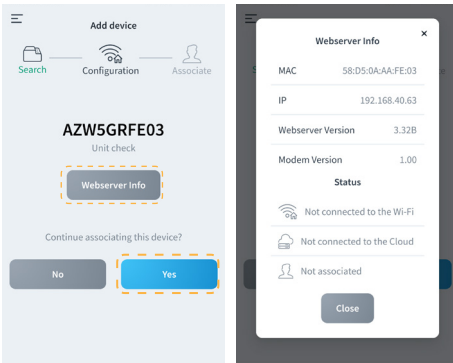 Add device
Search
Configuration
Associate
AZW5GRFE03
Unit check
Webserver Info
Continue associating this device?
No
Yes
×
Webserver Info
MAC 58:D5:0A:AA:FE:03
IP 192.168.40.63
Webserver Version 3.32B
Modem Version 1.00
Status
Not connected to the Wi-Fi
Not connected to the Cloud
Not associated
Close